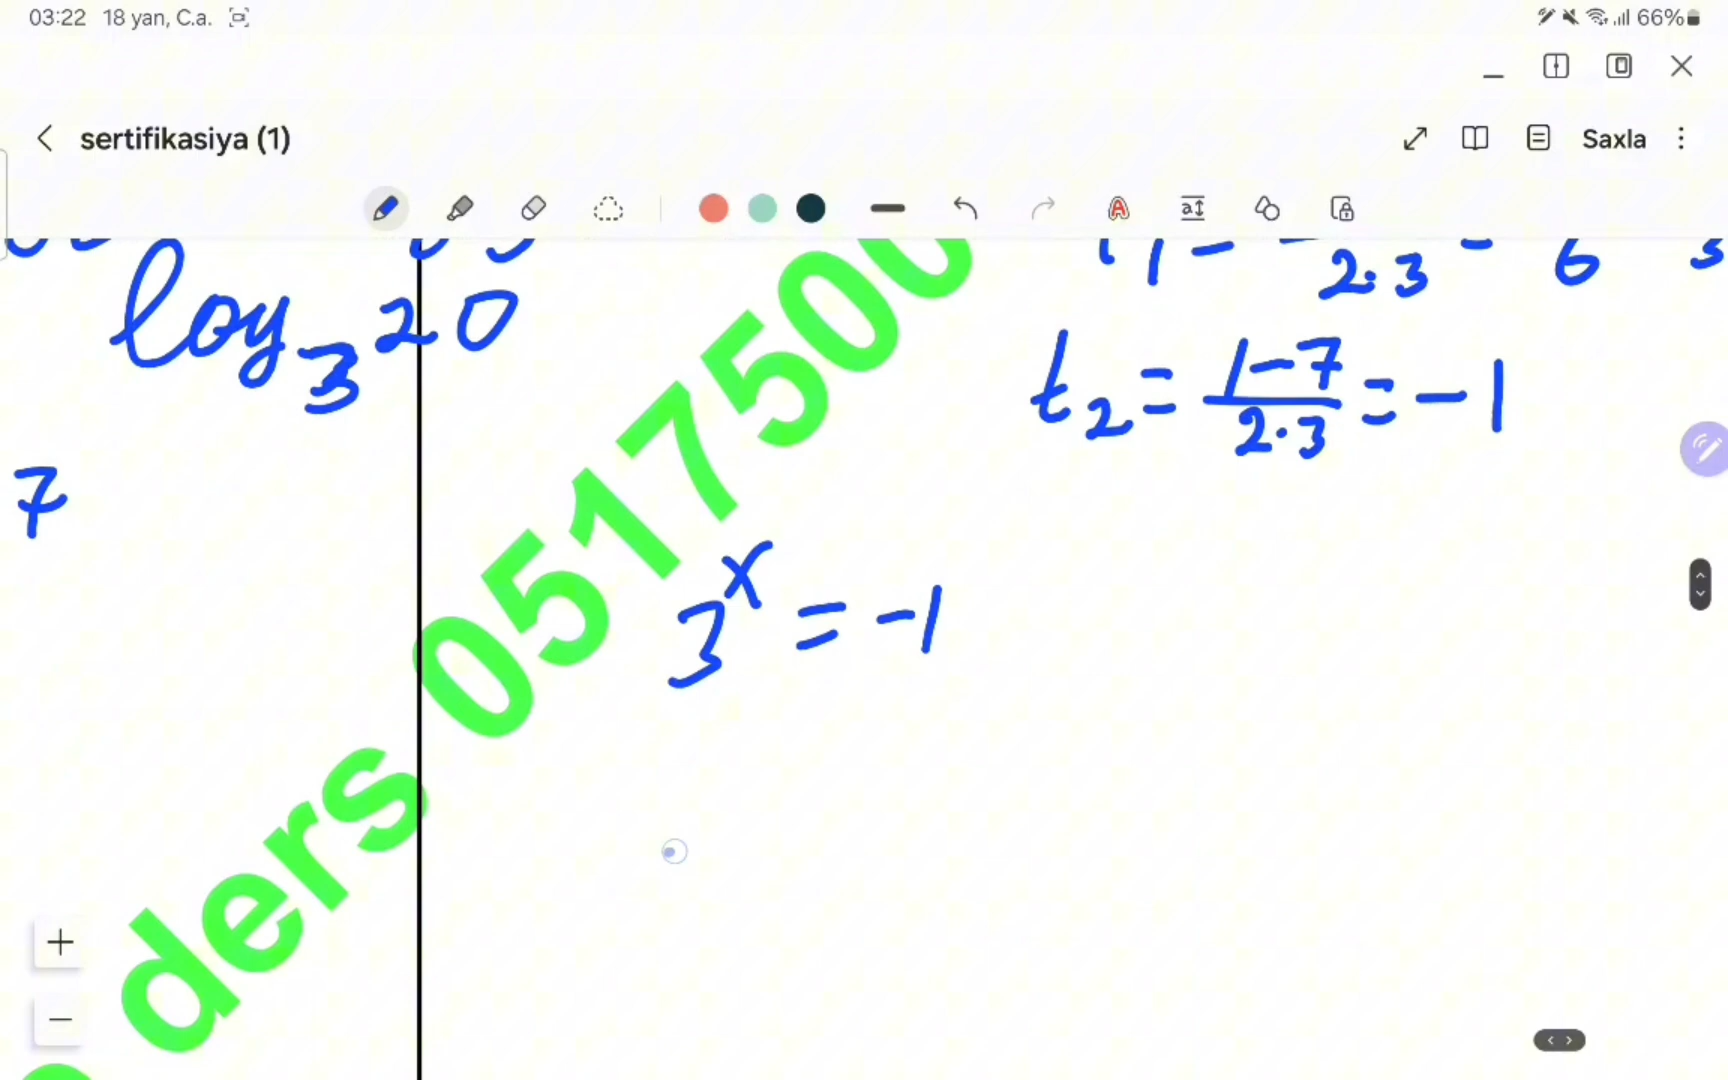 03:22 18 yan, C.a. 66%
sertifikasiya (1) Saxla
log₃20
2·3 = 6
t₂ = (1-7)/(2·3) = -1
7
3ˣ = -1
ders 0517500